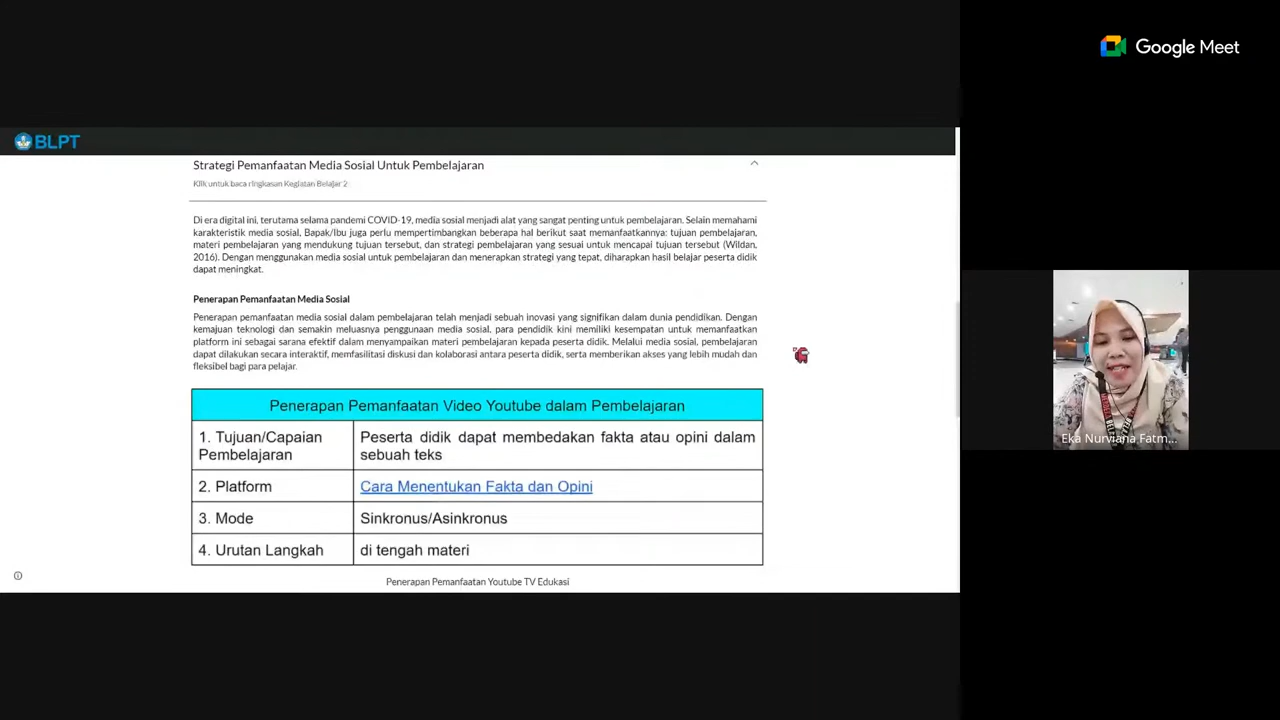 Google Meet
BLPT
Strategi Pemanfaatan Media Sosial Untuk Pembelajaran
Klik untuk baca ringkasan Kegiatan Belajar 2
Di era digital ini, terutama selama pandemi COVID-19, media sosial menjadi alat yang sangat penting untuk pembelajaran. Selain memahami
karakteristik media sosial, Bapak/Ibu juga perlu mempertimbangkan beberapa hal berikut saat memanfaatkannya: tujuan pembelajaran,
materi pembelajaran yang mendukung tujuan tersebut, dan strategi pembelajaran yang sesuai untuk mencapai tujuan tersebut (Wildan,
2016). Dengan menggunakan media sosial untuk pembelajaran dan menerapkan strategi yang tepat, diharapkan hasil belajar peserta didik
dapat meningkat.
Penerapan Pemanfaatan Media Sosial
Penerapan pemanfaatan media sosial dalam pembelajaran telah menjadi sebuah inovasi yang signifikan dalam dunia pendidikan. Dengan
kemajuan teknologi dan semakin meluasnya penggunaan media sosial, para pendidik kini memiliki kesempatan untuk memanfaatkan
platform ini sebagai sarana efektif dalam menyampaikan materi pembelajaran kepada peserta didik. Melalui media sosial, pembelajaran
dapat dilakukan secara interaktif, memfasilitasi diskusi dan kolaborasi antara peserta didik, serta memberikan akses yang lebih mudah dan
fleksibel bagi para pelajar.
Penerapan Pemanfaatan Video Youtube dalam Pembelajaran
1. Tujuan/Capaian Pembelajaran
Peserta didik dapat membedakan fakta atau opini dalam
sebuah teks
2. Platform
Cara Menentukan Fakta dan Opini
3. Mode
Sinkronus/Asinkronus
4. Urutan Langkah
di tengah materi
Penerapan Pemanfaatan Youtube TV Edukasi
Eka Nurviana Fatm...